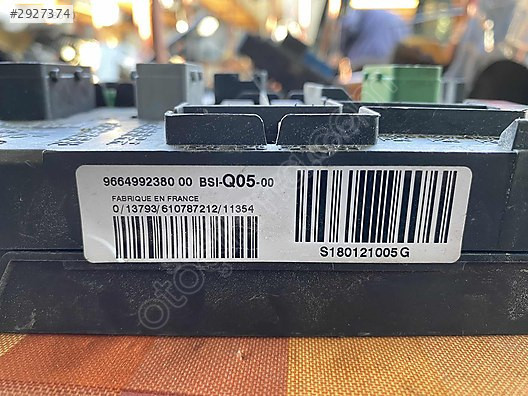 #2927374
9664992380 00 BSI-Q05-00
FABRIQUE EN FRANCE
0/13793/610787212/11354
S180121005G